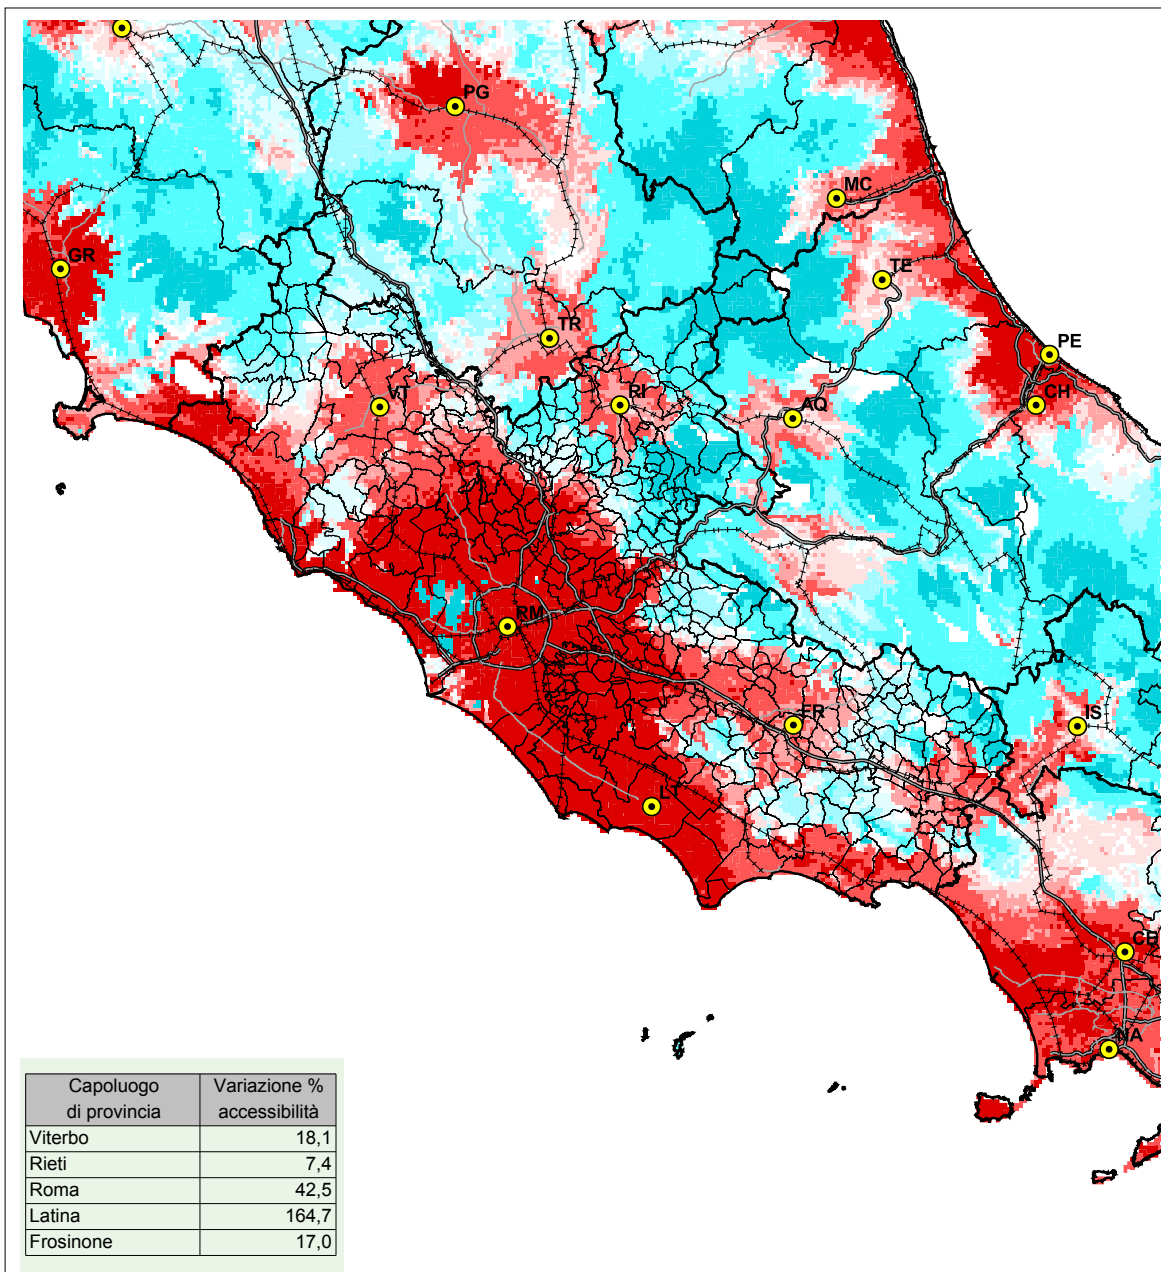 PG
MC
GR
TE
TR
PE
VT
RI
CH
AQ
RM
FR
IS
LT
CE
NA
Capoluogo di provincia Variazione % accessibilità
Viterbo 18,1
Rieti 7,4
Roma 42,5
Latina 164,7
Frosinone 17,0